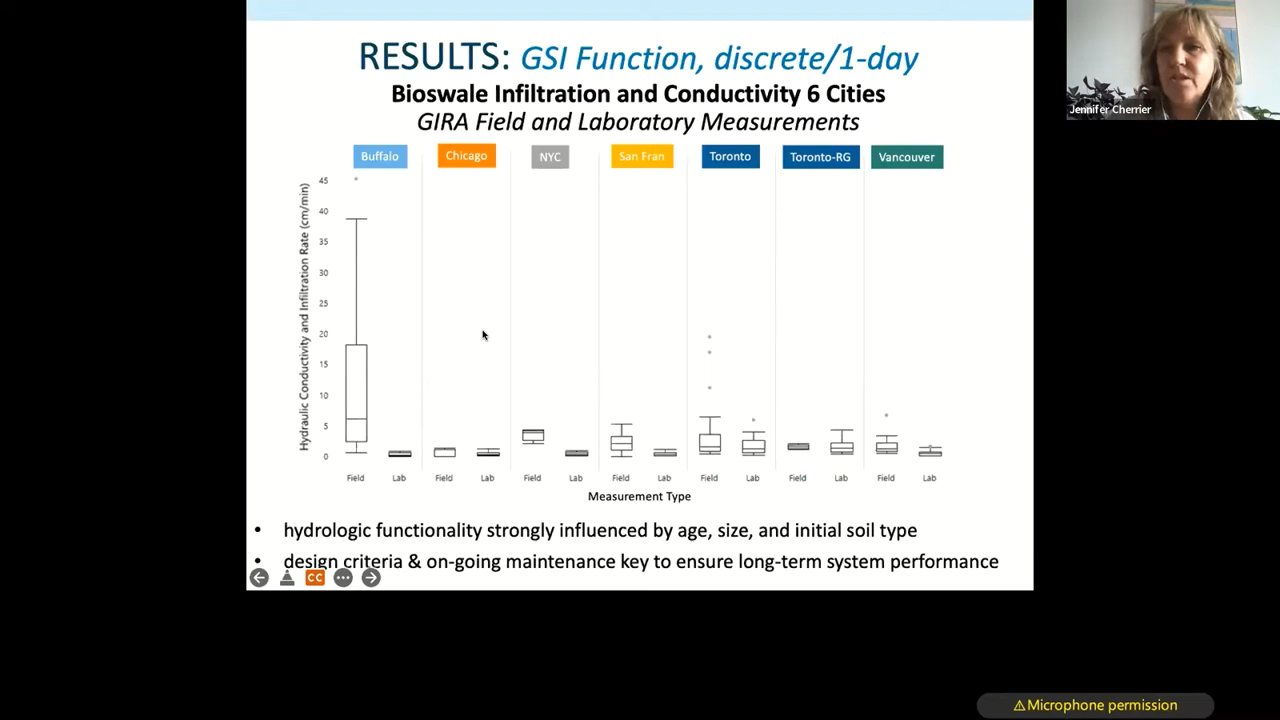 RESULTS: GSI Function, discrete/1-day
Bioswale Infiltration and Conductivity 6 Cities
GIRA Field and Laboratory Measurements
Buffalo Chicago NYC San Fran Toronto Toronto-RG Vancouver
Hydraulic Conductivity and Infiltration Rate (cm/min)
45
40
35
30
25
20
15
10
5
0
Field Lab Field Lab Field Lab Field Lab Field Lab Field Lab Field Lab
Measurement Type
• hydrologic functionality strongly influenced by age, size, and initial soil type
• design criteria & on-going maintenance key to ensure long-term system performance
CC
Jennifer Cherrier
⚠Microphone permission